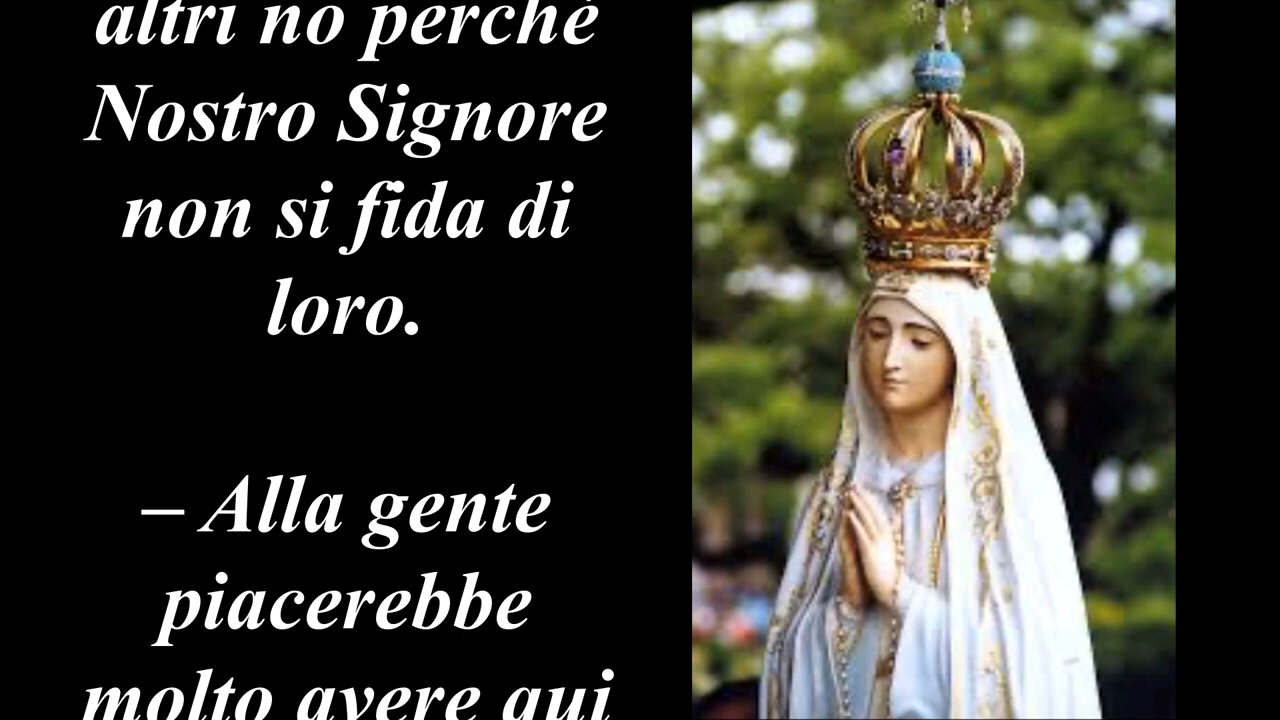 altri no perché
Nostro Signore
non si fida di
loro.
– Alla gente
piacerebbe
molto avere qui